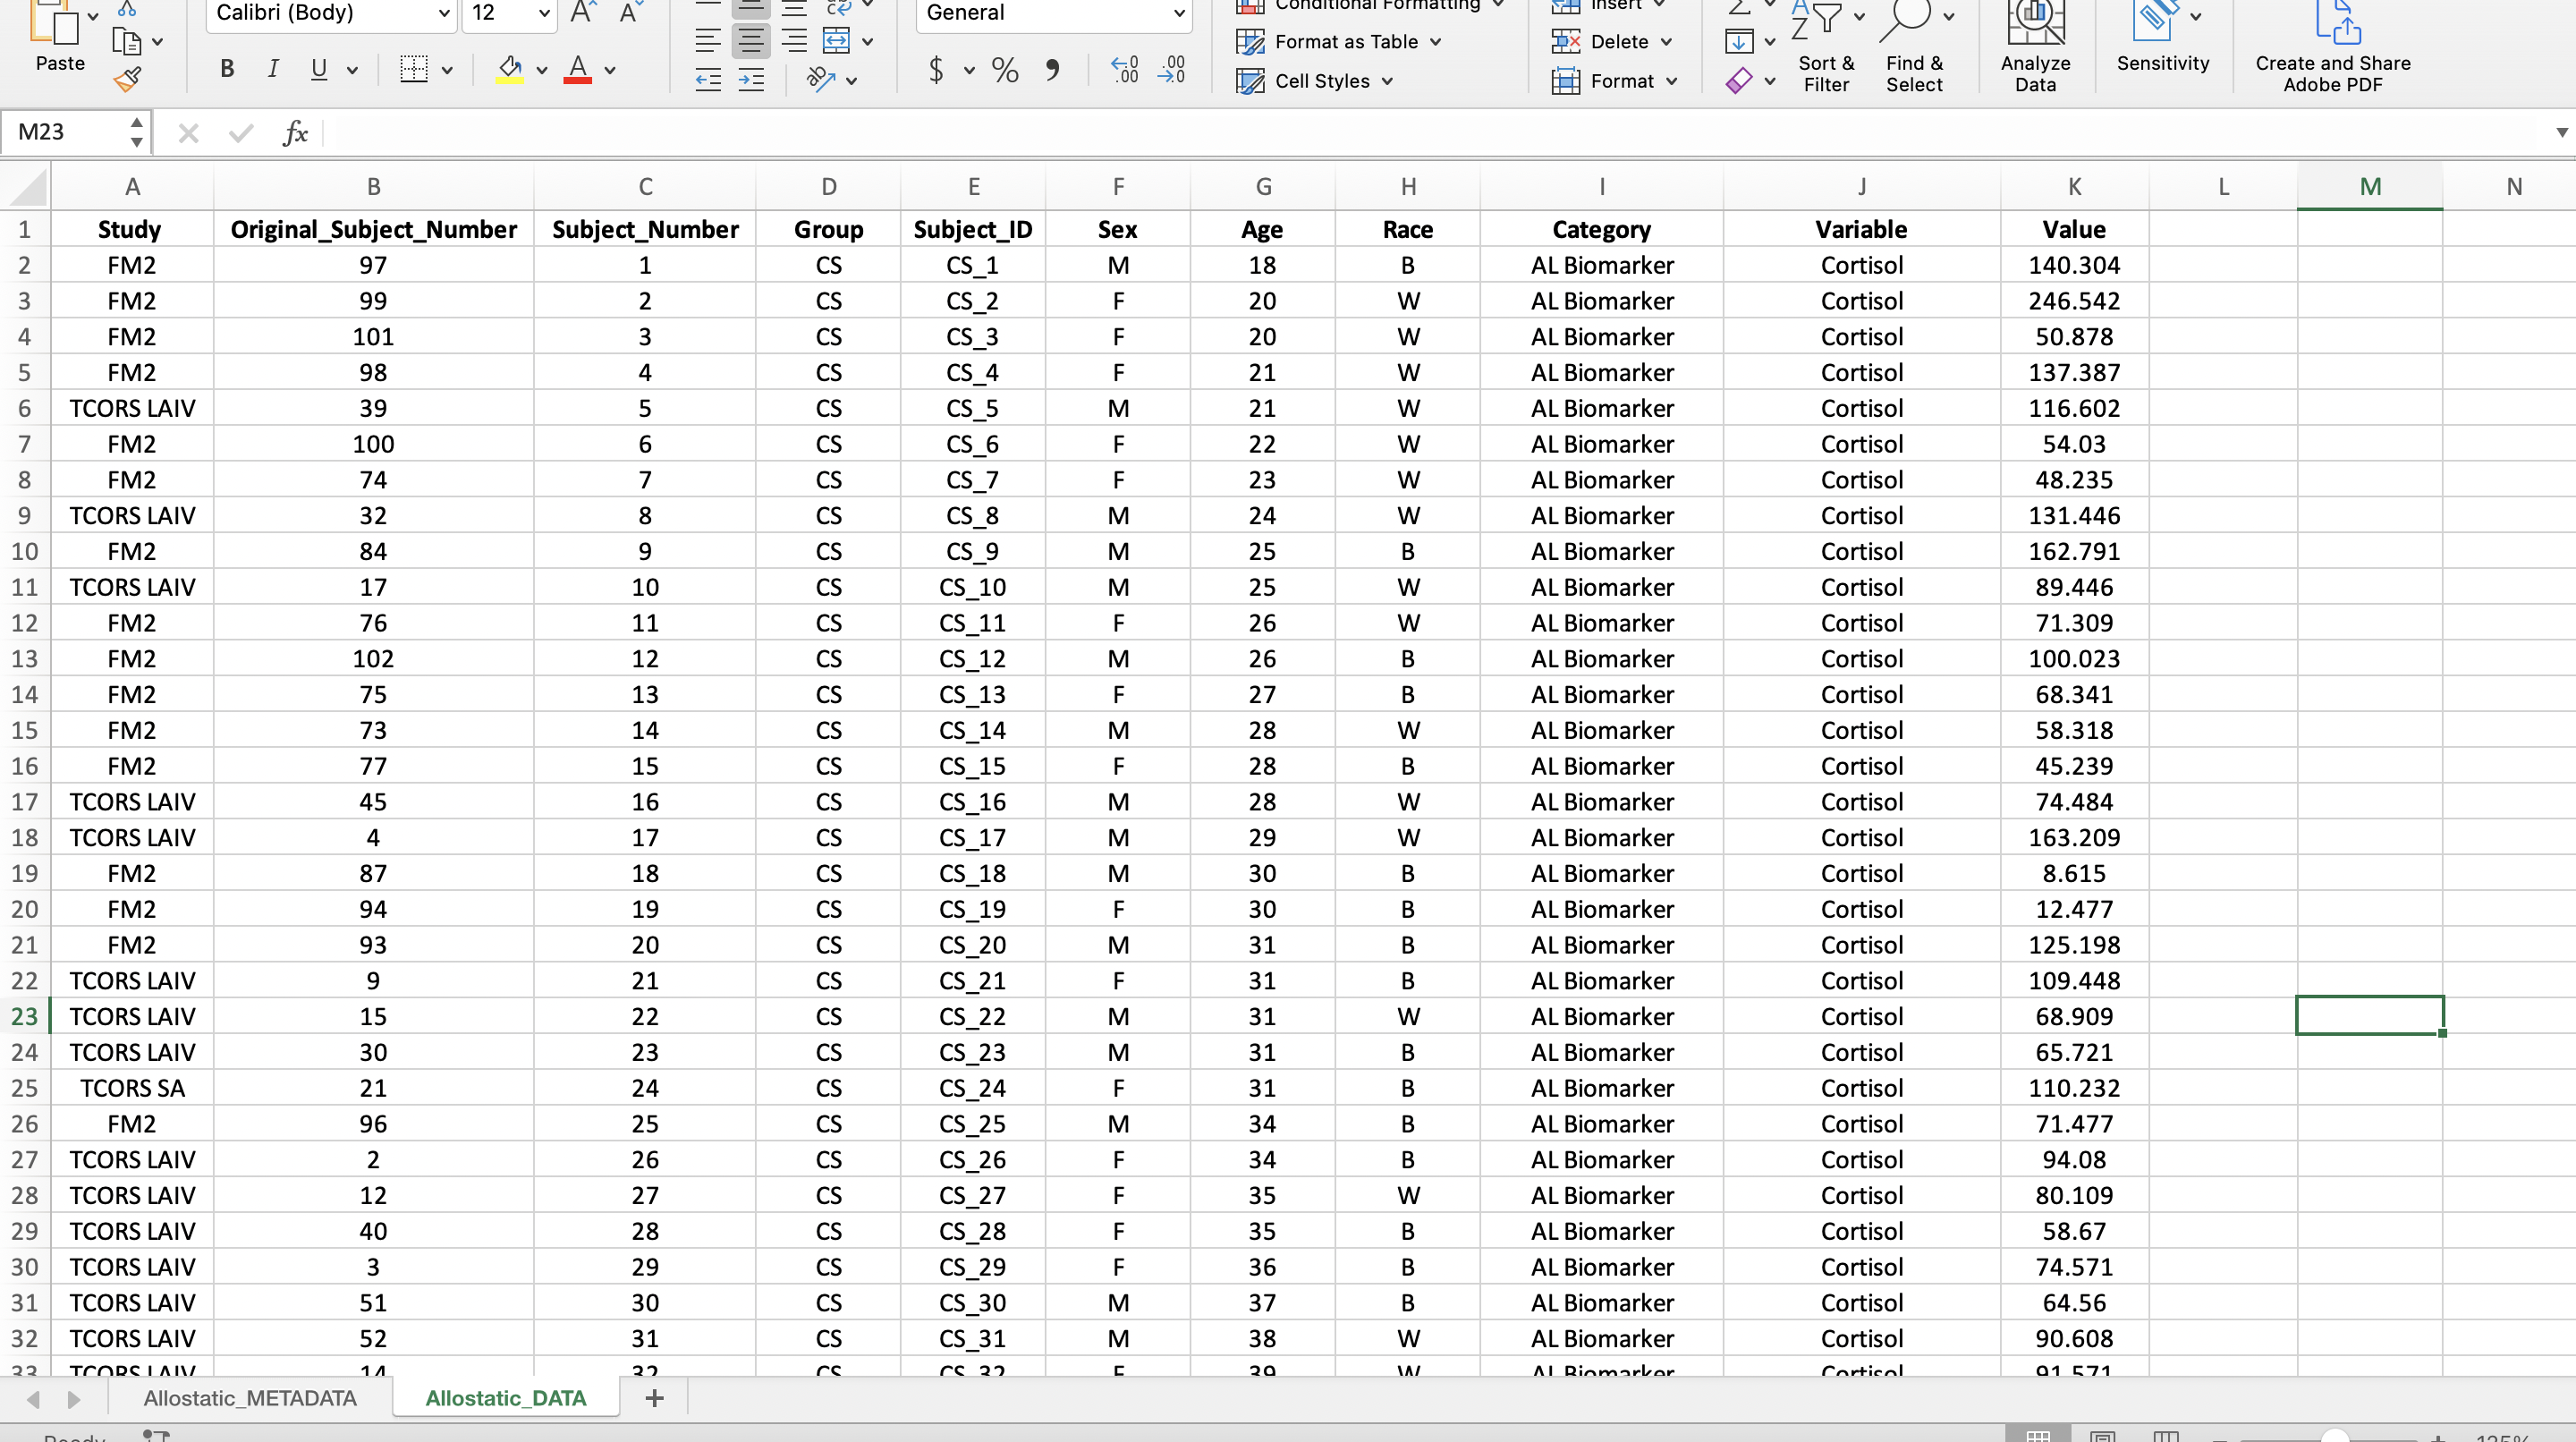 Calibri (Body) 12 General Conditional Formatting Insert
Paste Format as Table Delete Sort & Filter Find & Select Analyze Data Sensitivity Create and Share Adobe PDF
B I U A $ % Cell Styles Format
M23 fx
A B C D E F G H I J K L M N
1 Study Original_Subject_Number Subject_Number Group Subject_ID Sex Age Race Category Variable Value
2 FM2 97 1 CS CS_1 M 18 B AL Biomarker Cortisol 140.304
3 FM2 99 2 CS CS_2 F 20 W AL Biomarker Cortisol 246.542
4 FM2 101 3 CS CS_3 F 20 W AL Biomarker Cortisol 50.878
5 FM2 98 4 CS CS_4 F 21 W AL Biomarker Cortisol 137.387
6 TCORS LAIV 39 5 CS CS_5 M 21 W AL Biomarker Cortisol 116.602
7 FM2 100 6 CS CS_6 F 22 W AL Biomarker Cortisol 54.03
8 FM2 74 7 CS CS_7 F 23 W AL Biomarker Cortisol 48.235
9 TCORS LAIV 32 8 CS CS_8 M 24 W AL Biomarker Cortisol 131.446
10 FM2 84 9 CS CS_9 M 25 B AL Biomarker Cortisol 162.791
11 TCORS LAIV 17 10 CS CS_10 M 25 W AL Biomarker Cortisol 89.446
12 FM2 76 11 CS CS_11 F 26 W AL Biomarker Cortisol 71.309
13 FM2 102 12 CS CS_12 M 26 B AL Biomarker Cortisol 100.023
14 FM2 75 13 CS CS_13 F 27 B AL Biomarker Cortisol 68.341
15 FM2 73 14 CS CS_14 M 28 W AL Biomarker Cortisol 58.318
16 FM2 77 15 CS CS_15 F 28 B AL Biomarker Cortisol 45.239
17 TCORS LAIV 45 16 CS CS_16 M 28 W AL Biomarker Cortisol 74.484
18 TCORS LAIV 4 17 CS CS_17 M 29 W AL Biomarker Cortisol 163.209
19 FM2 87 18 CS CS_18 M 30 B AL Biomarker Cortisol 8.615
20 FM2 94 19 CS CS_19 F 30 B AL Biomarker Cortisol 12.477
21 FM2 93 20 CS CS_20 M 31 B AL Biomarker Cortisol 125.198
22 TCORS LAIV 9 21 CS CS_21 F 31 B AL Biomarker Cortisol 109.448
23 TCORS LAIV 15 22 CS CS_22 M 31 W AL Biomarker Cortisol 68.909
24 TCORS LAIV 30 23 CS CS_23 M 31 B AL Biomarker Cortisol 65.721
25 TCORS SA 21 24 CS CS_24 F 31 B AL Biomarker Cortisol 110.232
26 FM2 96 25 CS CS_25 M 34 B AL Biomarker Cortisol 71.477
27 TCORS LAIV 2 26 CS CS_26 F 34 B AL Biomarker Cortisol 94.08
28 TCORS LAIV 12 27 CS CS_27 F 35 W AL Biomarker Cortisol 80.109
29 TCORS LAIV 40 28 CS CS_28 F 35 B AL Biomarker Cortisol 58.67
30 TCORS LAIV 3 29 CS CS_29 F 36 B AL Biomarker Cortisol 74.571
31 TCORS LAIV 51 30 CS CS_30 M 37 B AL Biomarker Cortisol 64.56
32 TCORS LAIV 52 31 CS CS_31 M 38 W AL Biomarker Cortisol 90.608
33 TCORS LAIV 14 32 CS CS_32 F 39 W AL Biomarker Cortisol 91.571
Allostatic_METADATA Allostatic_DATA +
Ready